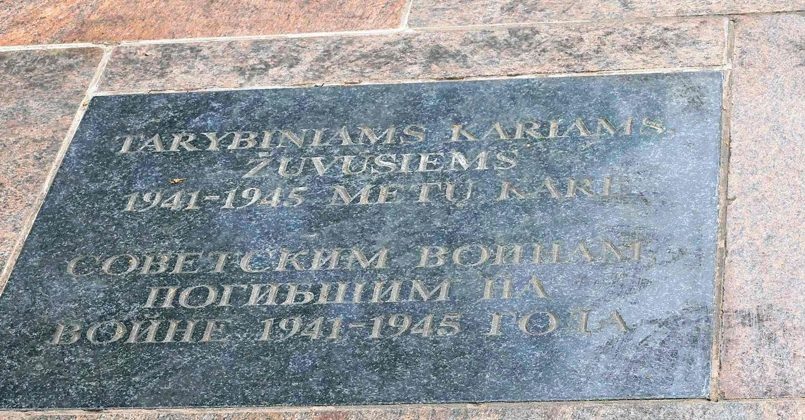 TARYBINIAMS KARIAMS,
ŽUVUSIEMS
1941-1945 METŲ KARE
СОВЕТСКИМ ВОИНАМ,
ПОГИБШИМ НА
ВОЙНЕ 1941-1945 ГОДА